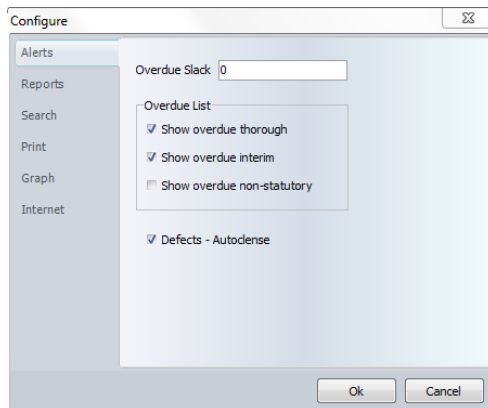 Configure
Alerts
Reports
Search
Print
Graph
Internet
Overdue Slack 0
Overdue List
Show overdue thorough
Show overdue interim
Show overdue non-statutory
Defects - Autoclense
Ok Cancel